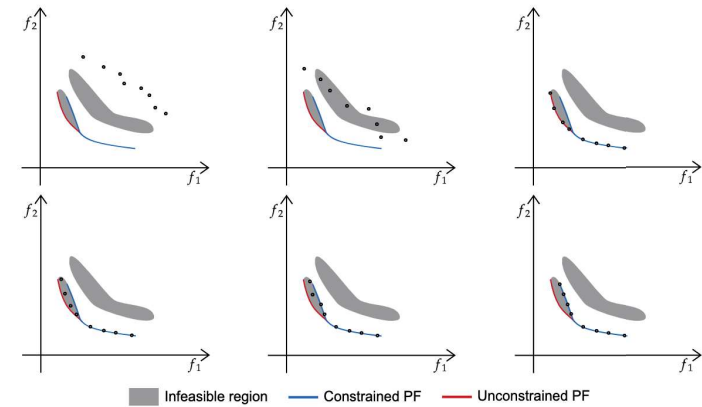 f₂ f₂ f₂
f₁ f₁ f₁
f₂ f₂ f₂
f₁ f₁ f₁
Infeasible region Constrained PF Unconstrained PF